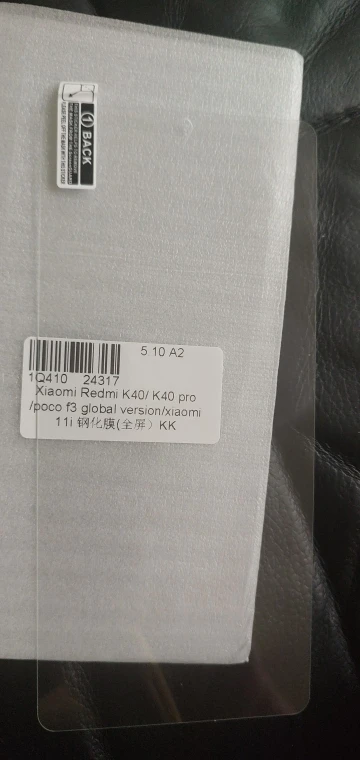 ① BACK
5 10 A2
1Q410 24317
Xiaomi Redmi K40/ K40 pro
/poco f3 global version/xiaomi
11i 钢化膜(全屏）KK